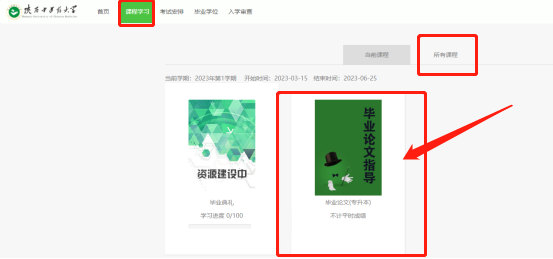 陕西中医药大学
首页 课程学习 考试安排 毕业学位 入学审查
当前课程 所有课程
当前学期：2023年第1学期 开始时间：2023-03-15 结束时间：2023-06-25
资源建设中
毕业典礼
学习进度 0/100
毕业论文指导
毕业论文(专升本)
不计平时成绩